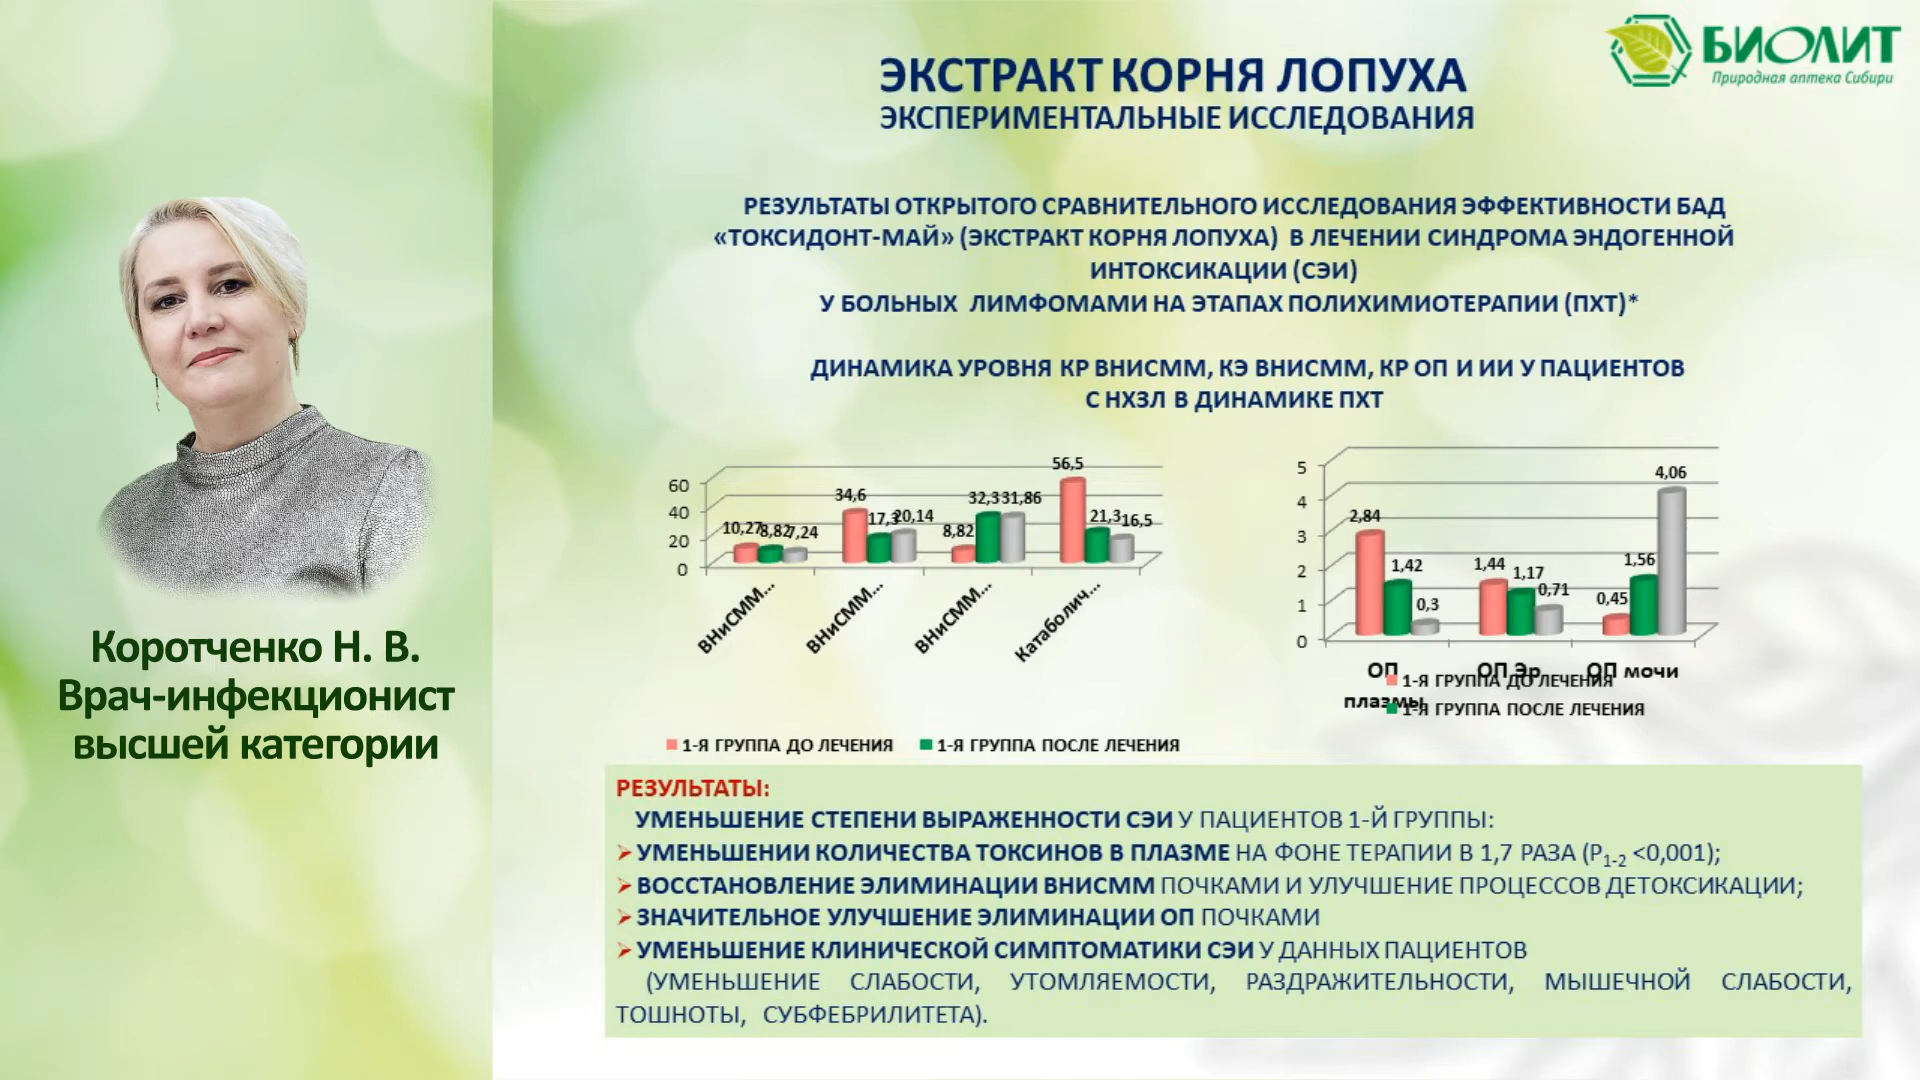 БИОЛИТ
Природная аптека Сибири
ЭКСТРАКТ КОРНЯ ЛОПУХА
ЭКСПЕРИМЕНТАЛЬНЫЕ ИССЛЕДОВАНИЯ
РЕЗУЛЬТАТЫ ОТКРЫТОГО СРАВНИТЕЛЬНОГО ИССЛЕДОВАНИЯ ЭФФЕКТИВНОСТИ БАД
«ТОКСИДОНТ-МАЙ» (ЭКСТРАКТ КОРНЯ ЛОПУХА) В ЛЕЧЕНИИ СИНДРОМА ЭНДОГЕННОЙ
ИНТОКСИКАЦИИ (СЭИ)
У БОЛЬНЫХ ЛИМФОМАМИ НА ЭТАПАХ ПОЛИХИМИОТЕРАПИИ (ПХТ)*
ДИНАМИКА УРОВНЯ КР ВНИСММ, КЭ ВНИСММ, КР ОП И ИИ У ПАЦИЕНТОВ
С НХЗЛ В ДИНАМИКЕ ПХТ
60
40
20
0
10,27 8,82 7,24
34,6 17,3 20,14
8,82 32,3 31,86
56,5 21,3 16,5
ВНиСММ...
ВНиСММ...
ВНиСММ...
Катаболич...
1-Я ГРУППА ДО ЛЕЧЕНИЯ 1-Я ГРУППА ПОСЛЕ ЛЕЧЕНИЯ
5
4
3
2
1
0
2,84 1,42 0,3
1,44 1,17 0,71
0,45 1,56 4,06
ОП плазмы
ОП Эр
ОП мочи
1-Я ГРУППА ДО ЛЕЧЕНИЯ
1-Я ГРУППА ПОСЛЕ ЛЕЧЕНИЯ
Коротченко Н. В.
Врач-инфекционист
высшей категории
РЕЗУЛЬТАТЫ:
УМЕНЬШЕНИЕ СТЕПЕНИ ВЫРАЖЕННОСТИ СЭИ У ПАЦИЕНТОВ 1-Й ГРУППЫ:
УМЕНЬШЕНИИ КОЛИЧЕСТВА ТОКСИНОВ В ПЛАЗМЕ НА ФОНЕ ТЕРАПИИ В 1,7 РАЗА (P1-2 <0,001);
ВОССТАНОВЛЕНИЕ ЭЛИМИНАЦИИ ВНИСММ ПОЧКАМИ И УЛУЧШЕНИЕ ПРОЦЕССОВ ДЕТОКСИКАЦИИ;
ЗНАЧИТЕЛЬНОЕ УЛУЧШЕНИЕ ЭЛИМИНАЦИИ ОП ПОЧКАМИ
УМЕНЬШЕНИЕ КЛИНИЧЕСКОЙ СИМПТОМАТИКИ СЭИ У ДАННЫХ ПАЦИЕНТОВ
(УМЕНЬШЕНИЕ СЛАБОСТИ, УТОМЛЯЕМОСТИ, РАЗДРАЖИТЕЛЬНОСТИ, МЫШЕЧНОЙ СЛАБОСТИ,
ТОШНОТЫ, СУБФЕБРИЛИТЕТА).